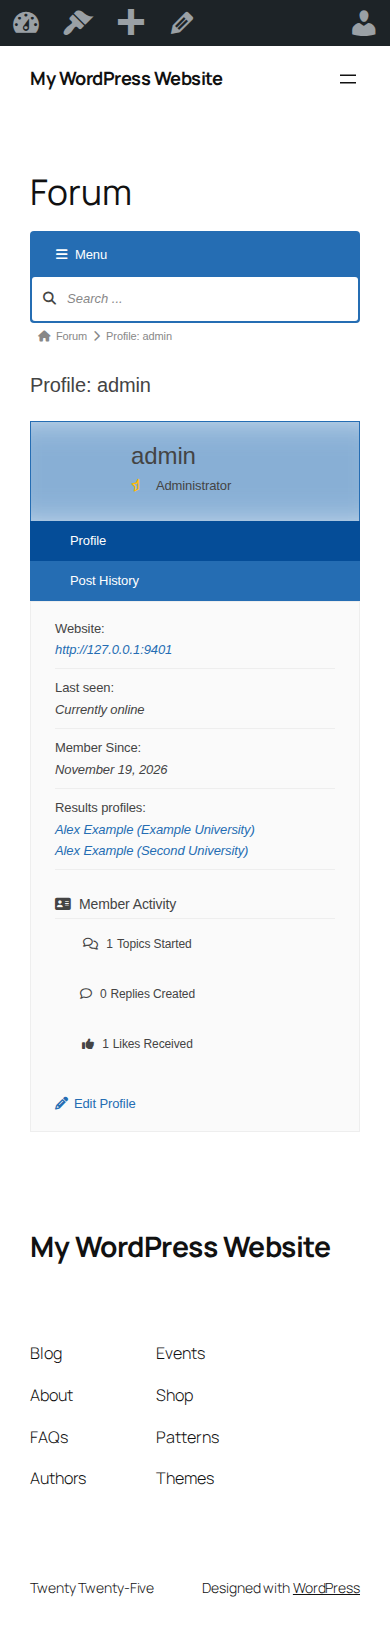 My WordPress Website
Forum
Menu
Search ...
Forum > Profile: admin
Profile: admin
admin
Administrator
Profile
Post History
Website:
http://127.0.0.1:9401
Last seen:
Currently online
Member Since:
November 19, 2026
Results profiles:
Alex Example (Example University)
Alex Example (Second University)
Member Activity
1 Topics Started
0 Replies Created
1 Likes Received
Edit Profile
My WordPress Website
Blog Events
About Shop
FAQs Patterns
Authors Themes
Twenty Twenty-Five Designed with WordPress